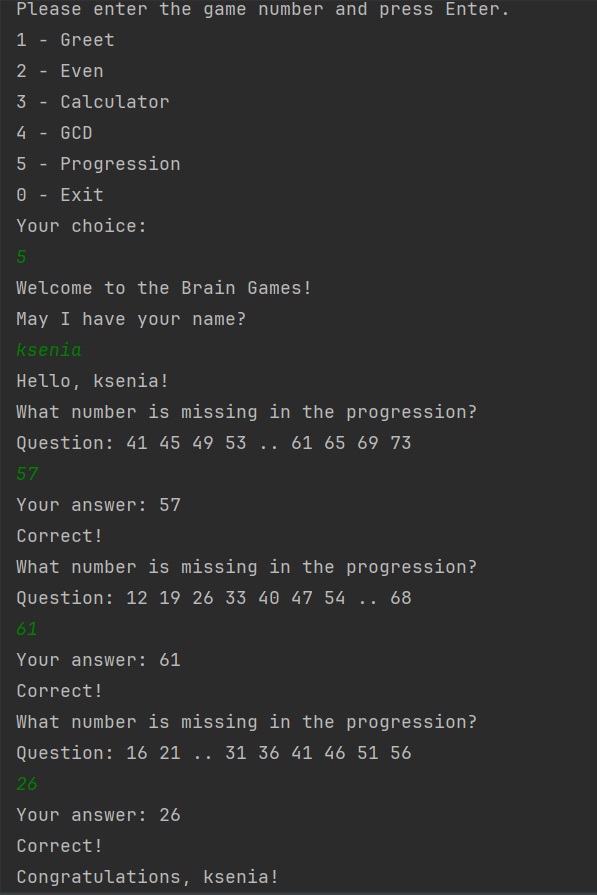 Please enter the game number and press Enter.
1 - Greet
2 - Even
3 - Calculator
4 - GCD
5 - Progression
0 - Exit
Your choice:
5
Welcome to the Brain Games!
May I have your name?
ksenia
Hello, ksenia!
What number is missing in the progression?
Question: 41 45 49 53 .. 61 65 69 73
57
Your answer: 57
Correct!
What number is missing in the progression?
Question: 12 19 26 33 40 47 54 .. 68
61
Your answer: 61
Correct!
What number is missing in the progression?
Question: 16 21 .. 31 36 41 46 51 56
26
Your answer: 26
Correct!
Congratulations, ksenia!